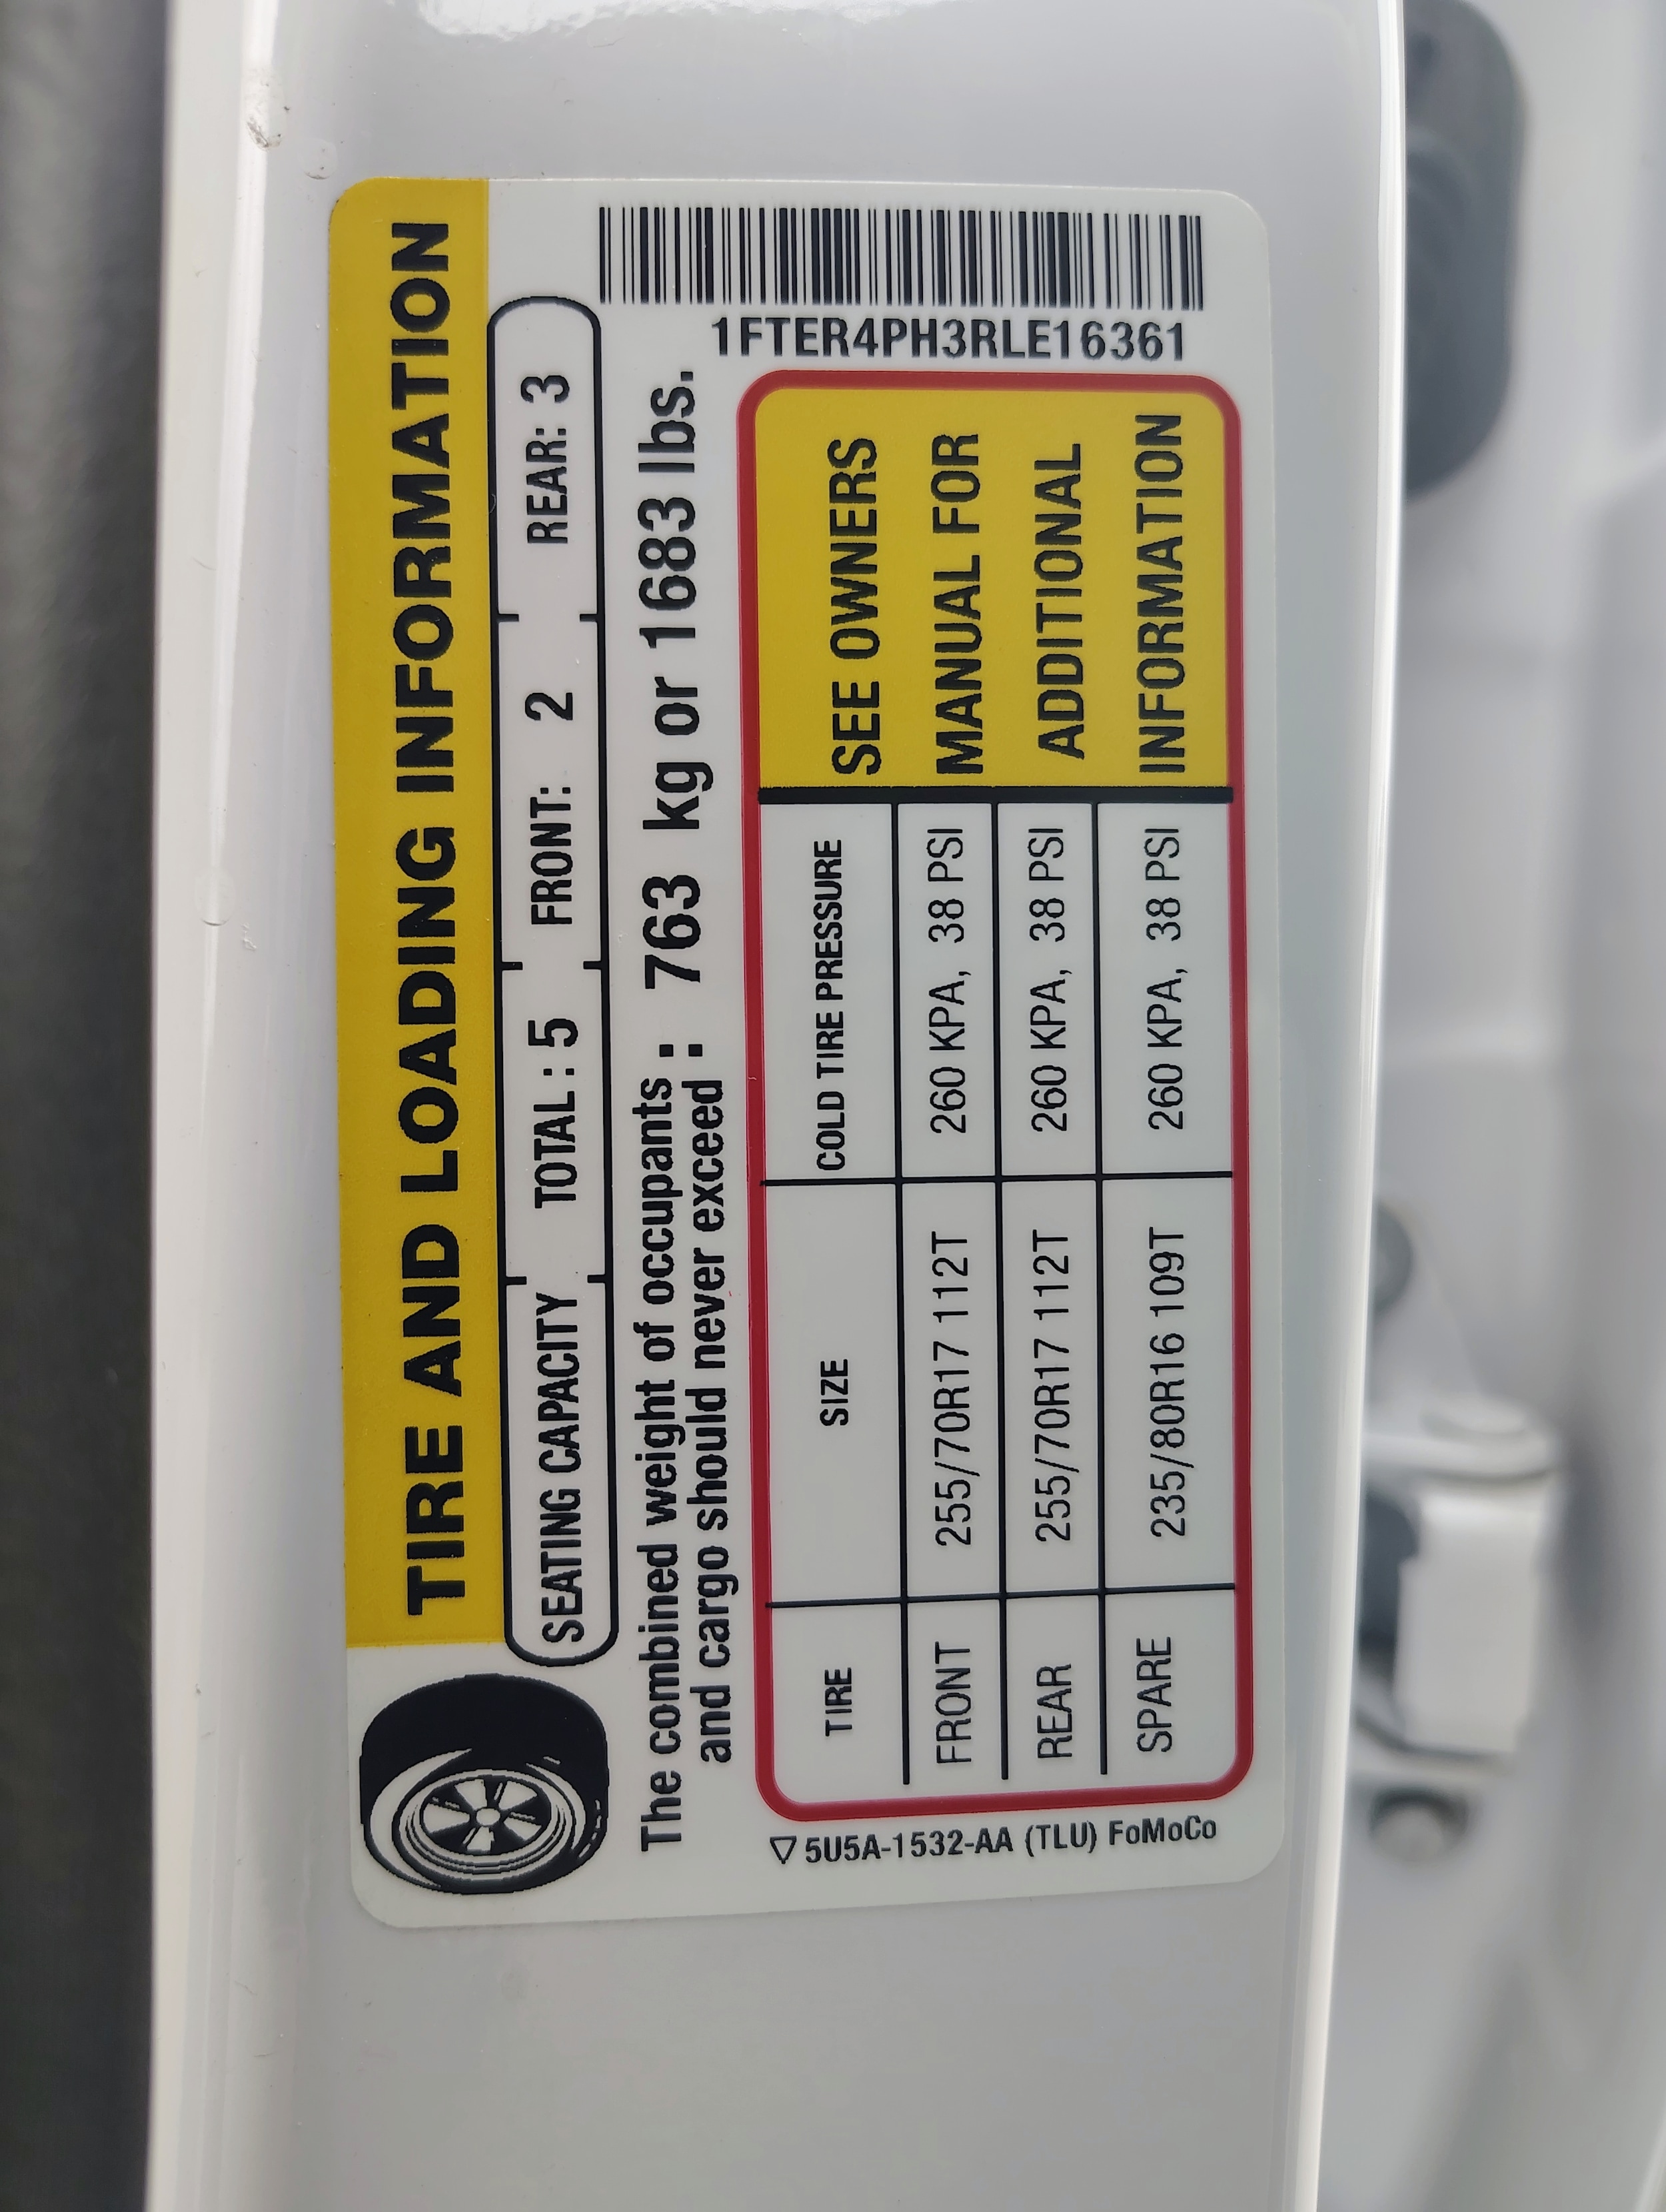 TIRE AND LOADING INFORMATION
SEATING CAPACITY TOTAL : 5 FRONT: 2 REAR: 3
The combined weight of occupants :
and cargo should never exceed : 763 kg or 1683 lbs.
1FTER4PH3RLE16361
TIRE SIZE COLD TIRE PRESSURE
FRONT 255/70R17 112T 260 KPA, 38 PSI
REAR 255/70R17 112T 260 KPA, 38 PSI
SPARE 235/80R16 109T 260 KPA, 38 PSI
SEE OWNERS
MANUAL FOR
ADDITIONAL
INFORMATION
5U5A-1532-AA (TLU) FoMoCo